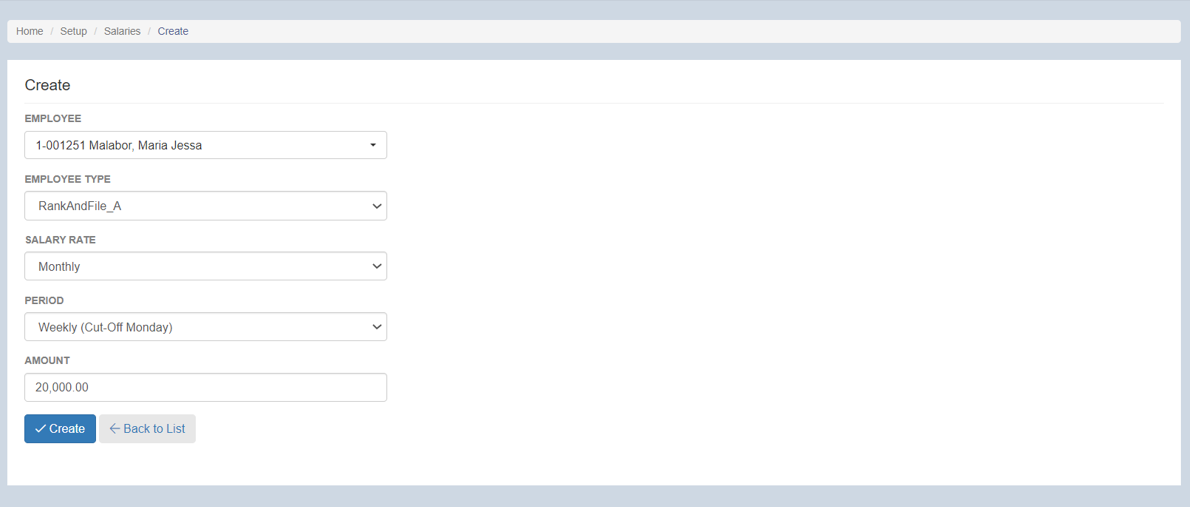 Home / Setup / Salaries / Create
Create
EMPLOYEE
1-001251 Malabor, Maria Jessa
EMPLOYEE TYPE
RankAndFile_A
SALARY RATE
Monthly
PERIOD
Weekly (Cut-Off Monday)
AMOUNT
20,000.00
Create Back to List